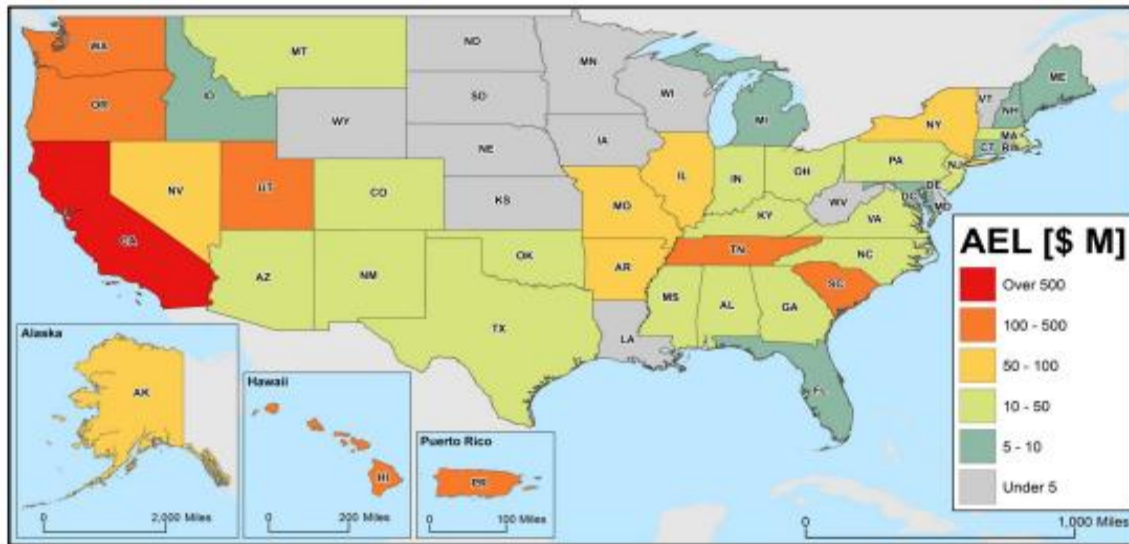 WA
MT
ND
MN
ME
OR
ID
SD
WI
MI
VT
NH
NY
WY
MA
CT
RI
IA
NE
PA
NJ
NV
UT
CO
KS
IL
IN
OH
DE
DC
MD
WV
VA
MO
KY
CA
NC
TN
AZ
NM
OK
AR
SC
MS
AL
GA
TX
LA
FL
AEL [$ M]
Over 500
100 - 500
50 - 100
10 - 50
5 - 10
Under 5
Alaska
AK
0 2,000 Miles
Hawaii
HI
0 200 Miles
Puerto Rico
PR
0 100 Miles
0 1,000 Miles